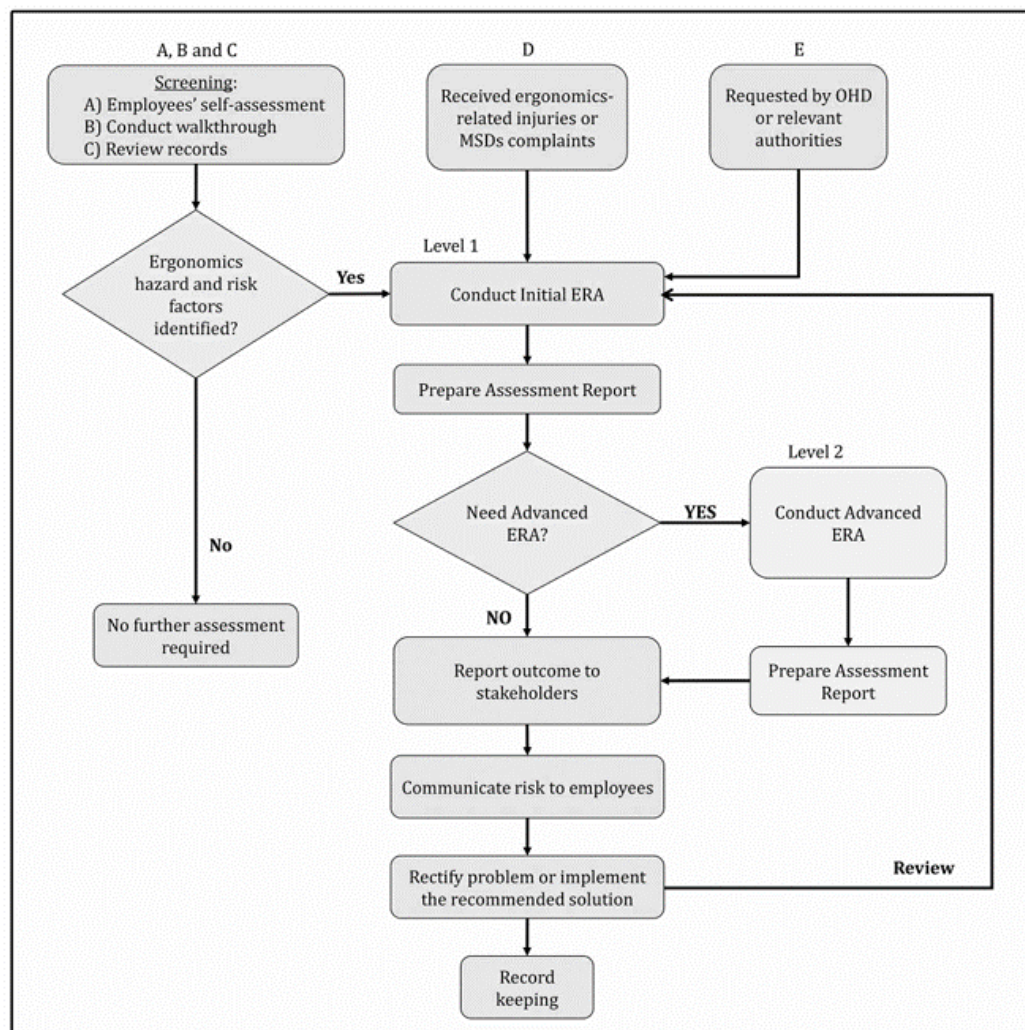 A, B and C
Screening:
A) Employees' self-assessment
B) Conduct walkthrough
C) Review records
D
Received ergonomics-
related injuries or
MSDs complaints
E
Requested by OHD
or relevant
authorities
Ergonomics
hazard and risk
factors
identified?
Yes
Level 1
Conduct Initial ERA
Prepare Assessment Report
Need Advanced
ERA?
YES
Level 2
Conduct Advanced
ERA
No
No further assessment
required
NO
Report outcome to
stakeholders
Prepare Assessment
Report
Communicate risk to employees
Rectify problem or implement
the recommended solution
Review
Record
keeping